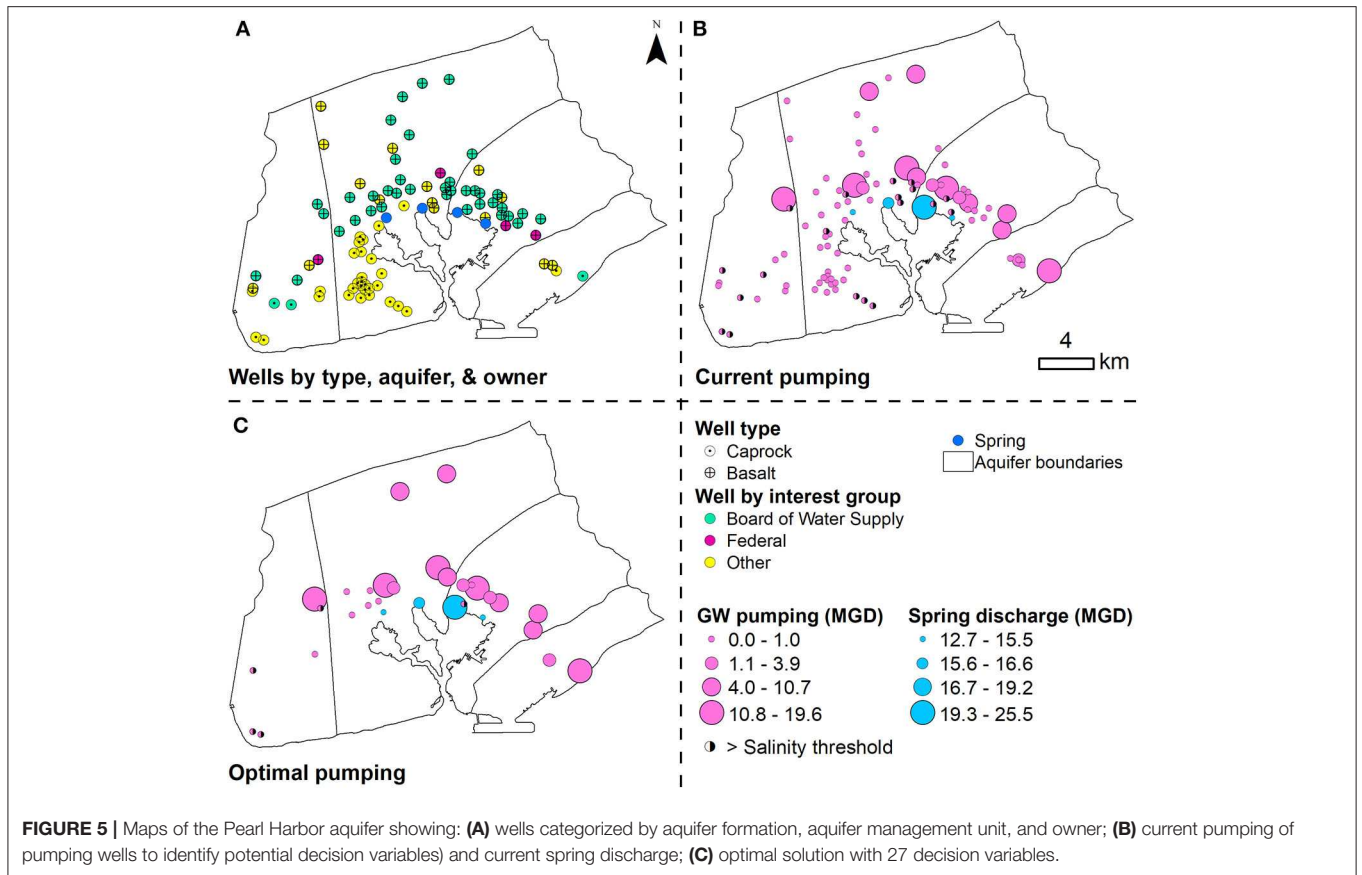 A
N
B
Wells by type, aquifer, & owner
Current pumping
4
km
C
Optimal pumping
Well type
Caprock
Basalt
Well by interest group
Board of Water Supply
Federal
Other
Spring
Aquifer boundaries
GW pumping (MGD)
0.0 - 1.0
1.1 - 3.9
4.0 - 10.7
10.8 - 19.6
> Salinity threshold
Spring discharge (MGD)
12.7 - 15.5
15.6 - 16.6
16.7 - 19.2
19.3 - 25.5
FIGURE 5 | Maps of the Pearl Harbor aquifer showing: (A) wells categorized by aquifer formation, aquifer management unit, and owner; (B) current pumping of
pumping wells to identify potential decision variables) and current spring discharge; (C) optimal solution with 27 decision variables.